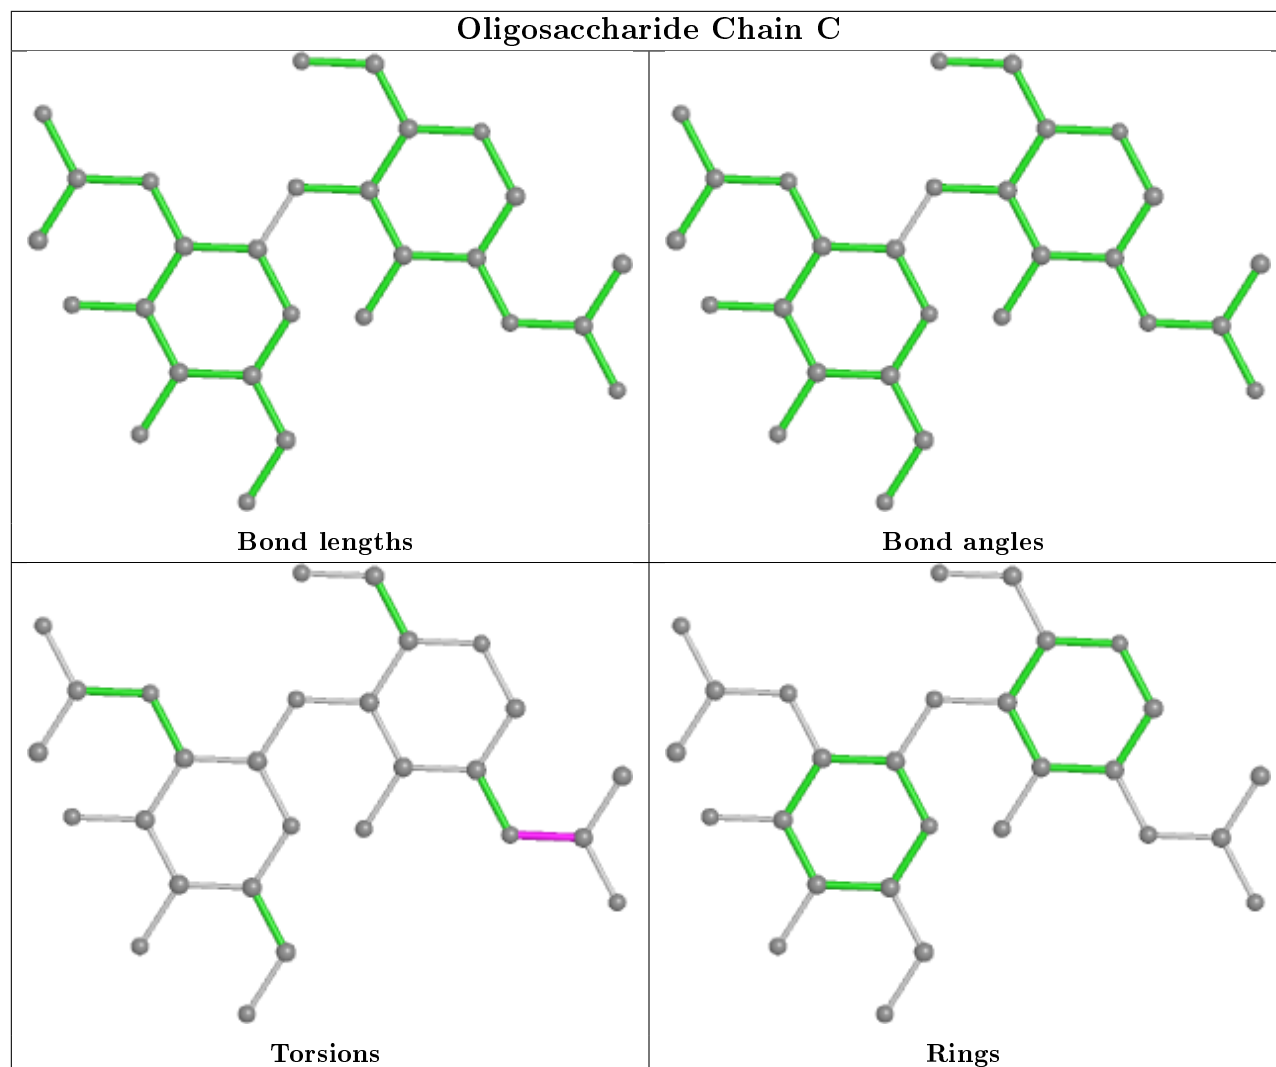 Oligosaccharide Chain C
Bond lengths
Bond angles
Torsions
Rings